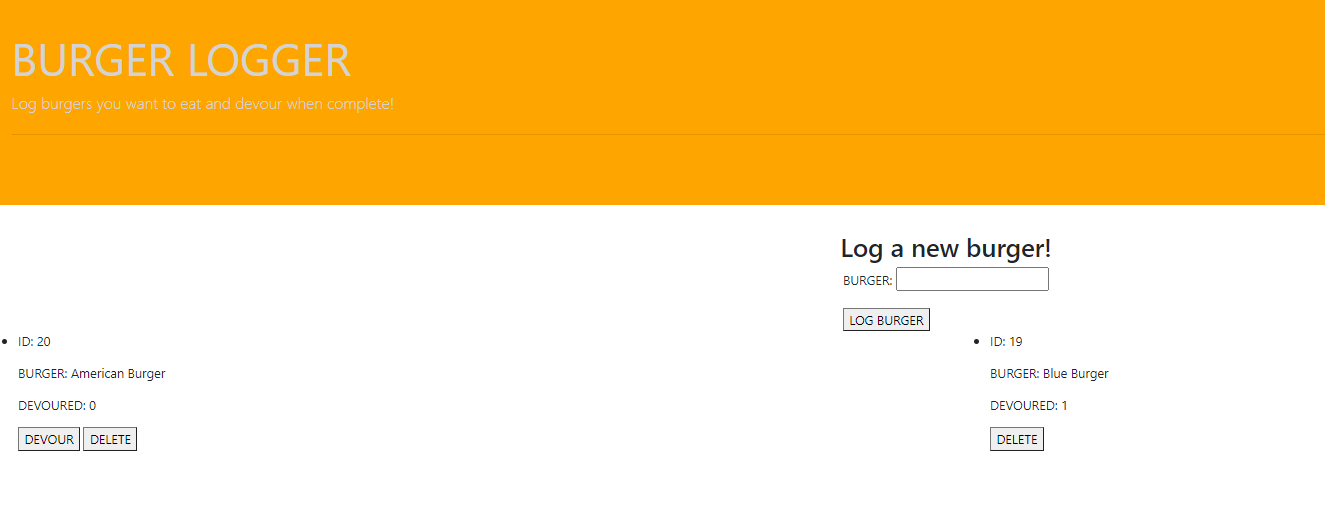 BURGER LOGGER
Log burgers you want to eat and devour when complete!
Log a new burger!
BURGER:
LOG BURGER
ID: 20
BURGER: American Burger
DEVOURED: 0
DEVOUR DELETE
ID: 19
BURGER: Blue Burger
DEVOURED: 1
DELETE